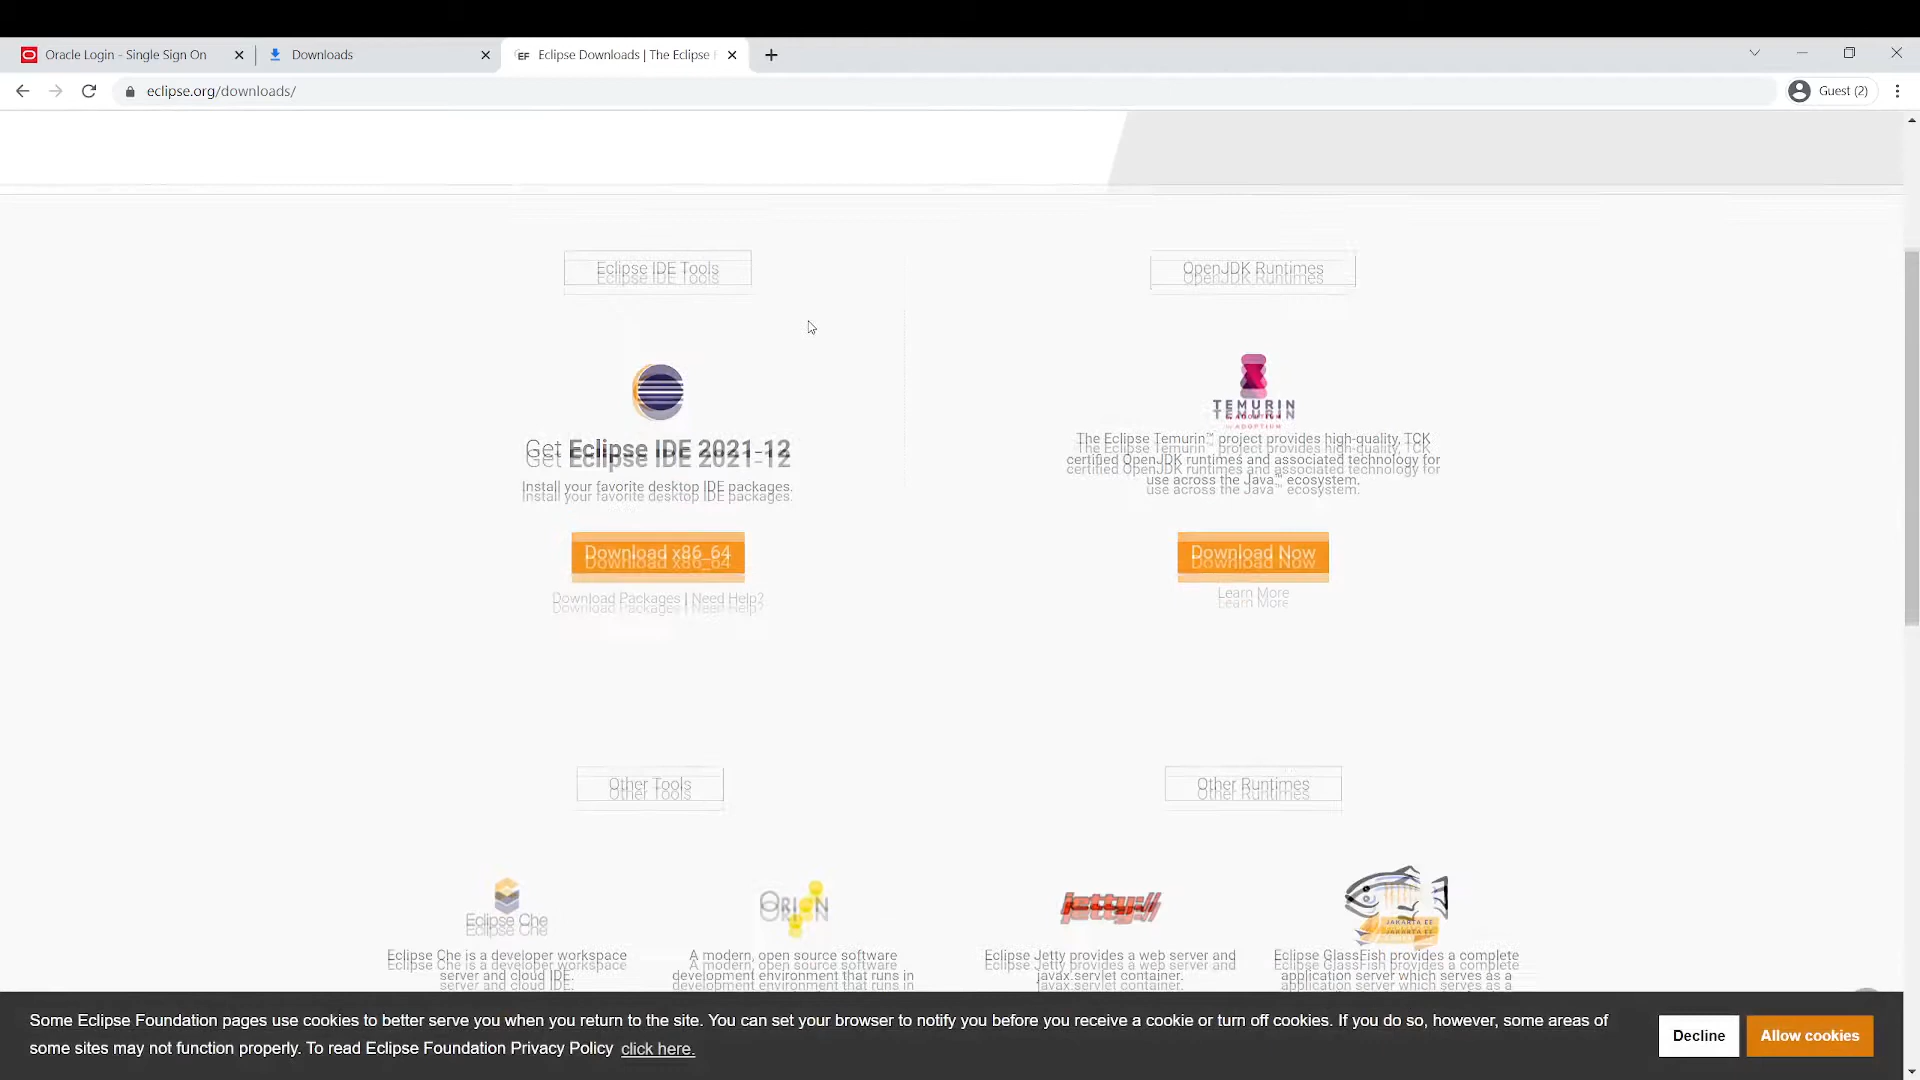 Oracle Login - Single Sign On
Downloads
EF Eclipse Downloads | The Eclipse
eclipse.org/downloads/
Guest (2)
Eclipse IDE Tools
OpenJDK Runtimes
TEMURIN
by ADOPTIUM
Get Eclipse IDE 2021-12
Install your favorite desktop IDE packages.
The Eclipse Temurin™ project provides high-quality, TCK
certified OpenJDK runtimes and associated technology for
use across the Java™ ecosystem.
Download x86_64
Download Now
Download Packages | Need Help?
Learn More
Other Tools
Other Runtimes
Eclipse Che
ORION
jetty://
JAKARTA EE
Eclipse Che is a developer workspace
server and cloud IDE.
A modern, open source software
development environment that runs in
Eclipse Jetty provides a web server and
javax.servlet container.
Eclipse GlassFish provides a complete
application server which serves as a
Some Eclipse Foundation pages use cookies to better serve you when you return to the site. You can set your browser to notify you before you receive a cookie or turn off cookies. If you do so, however, some areas of
some sites may not function properly. To read Eclipse Foundation Privacy Policy click here.
Decline
Allow cookies